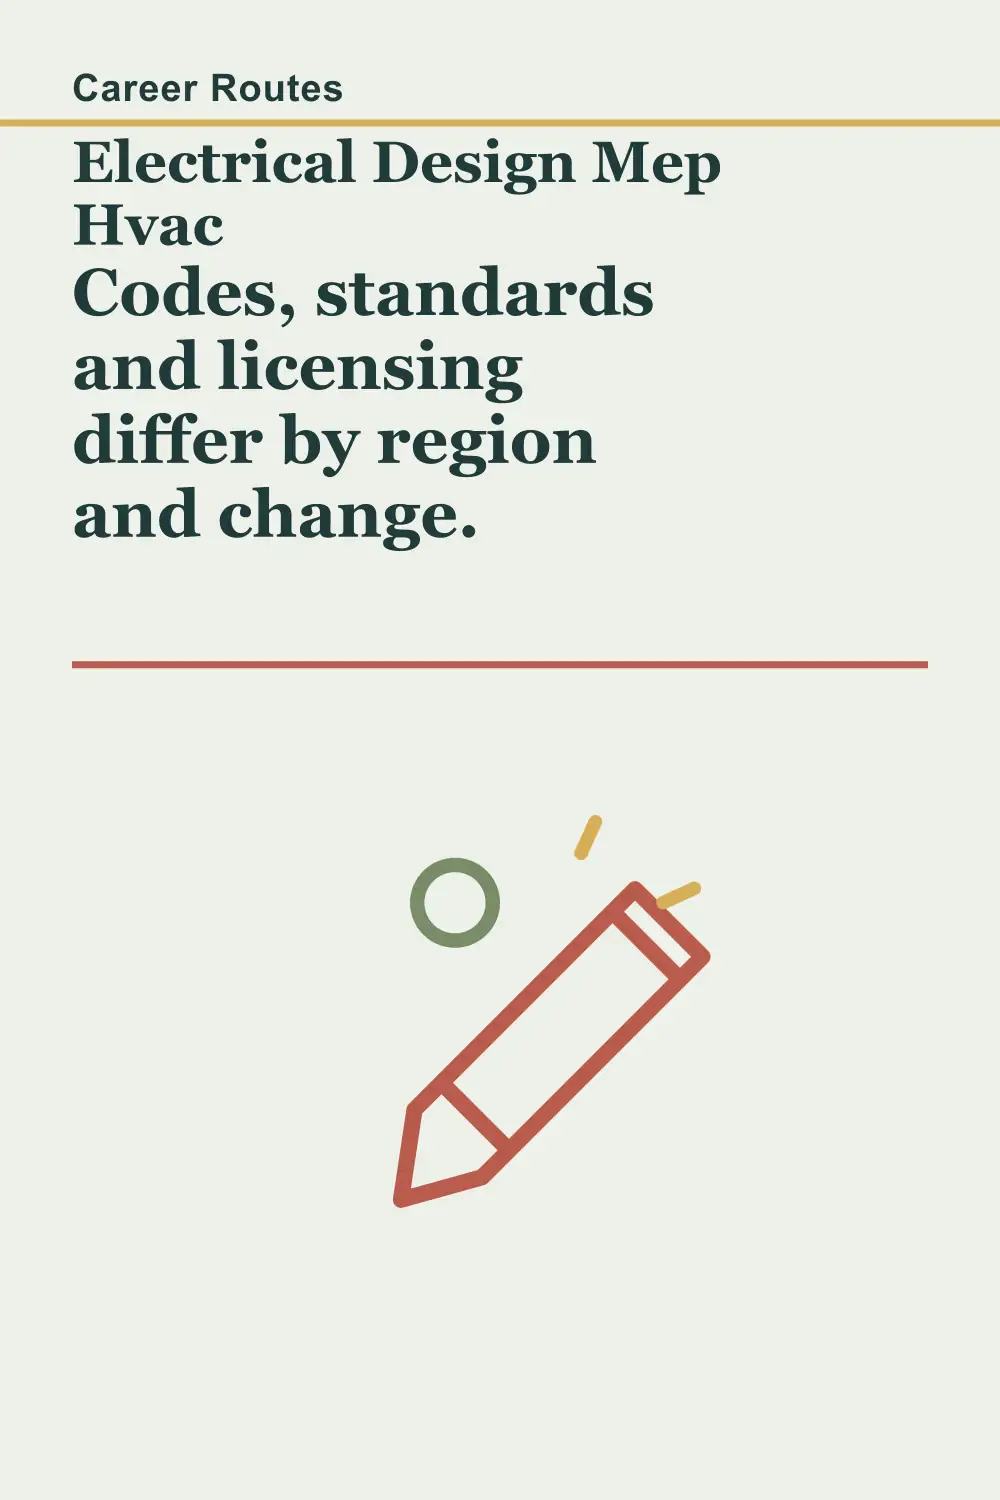 Career Routes
Electrical Design Mep
Hvac
Codes, standards
and licensing
differ by region
and change.